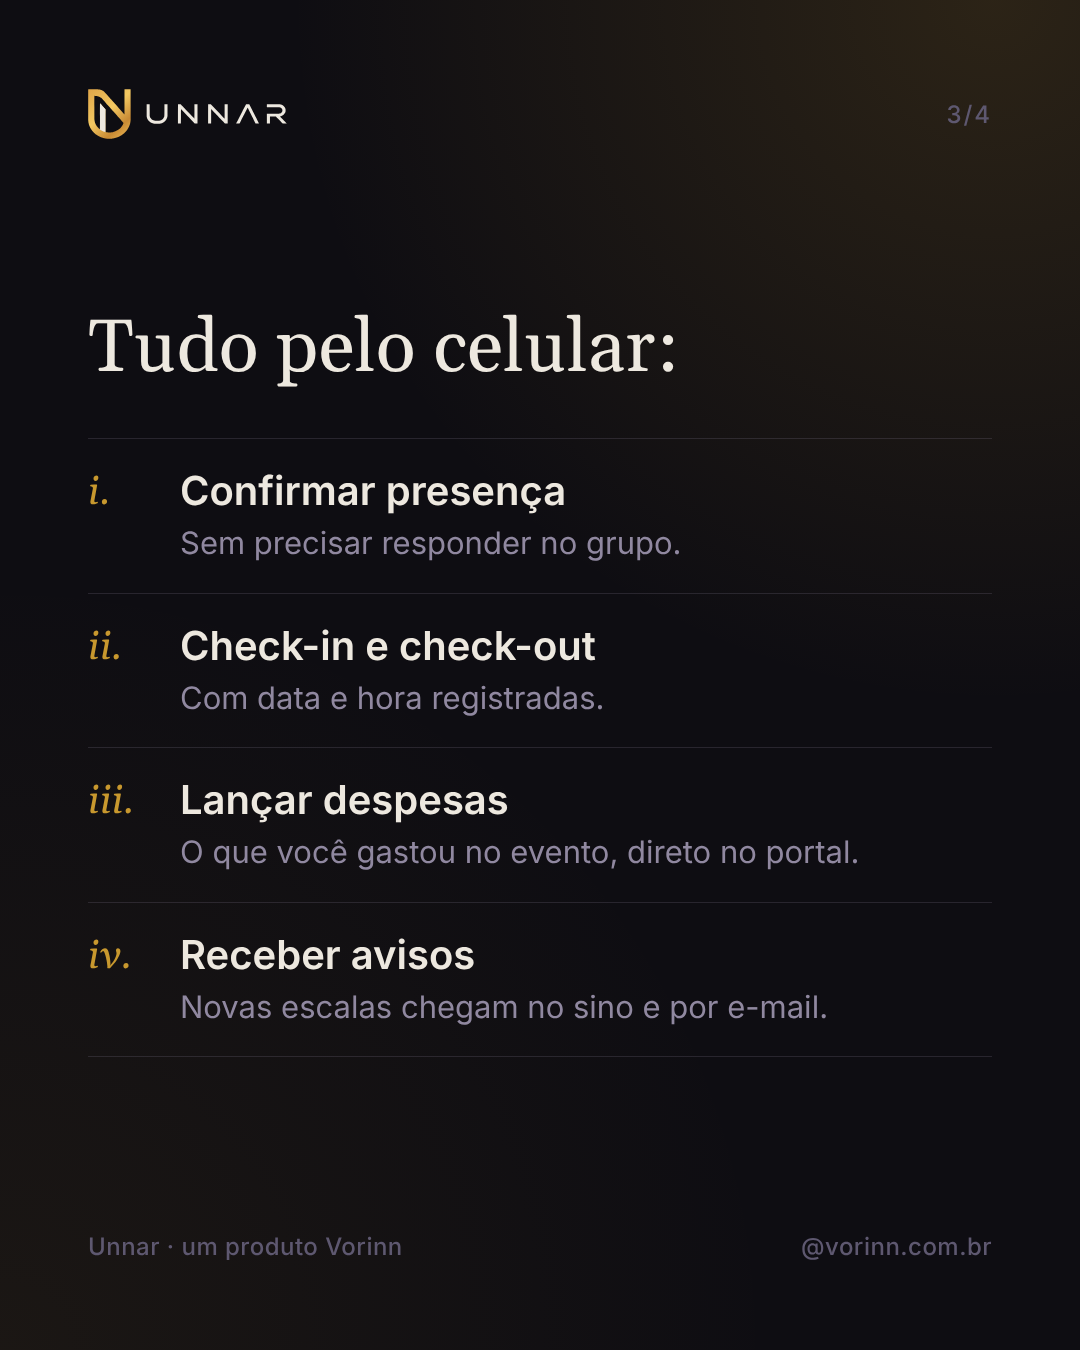 UNNAR
3/4
Tudo pelo celular:
i.
Confirmar presença
Sem precisar responder no grupo.
ii.
Check-in e check-out
Com data e hora registradas.
iii.
Lançar despesas
O que você gastou no evento, direto no portal.
iv.
Receber avisos
Novas escalas chegam no sino e por e-mail.
Unnar · um produto Vorinn
@vorinn.com.br